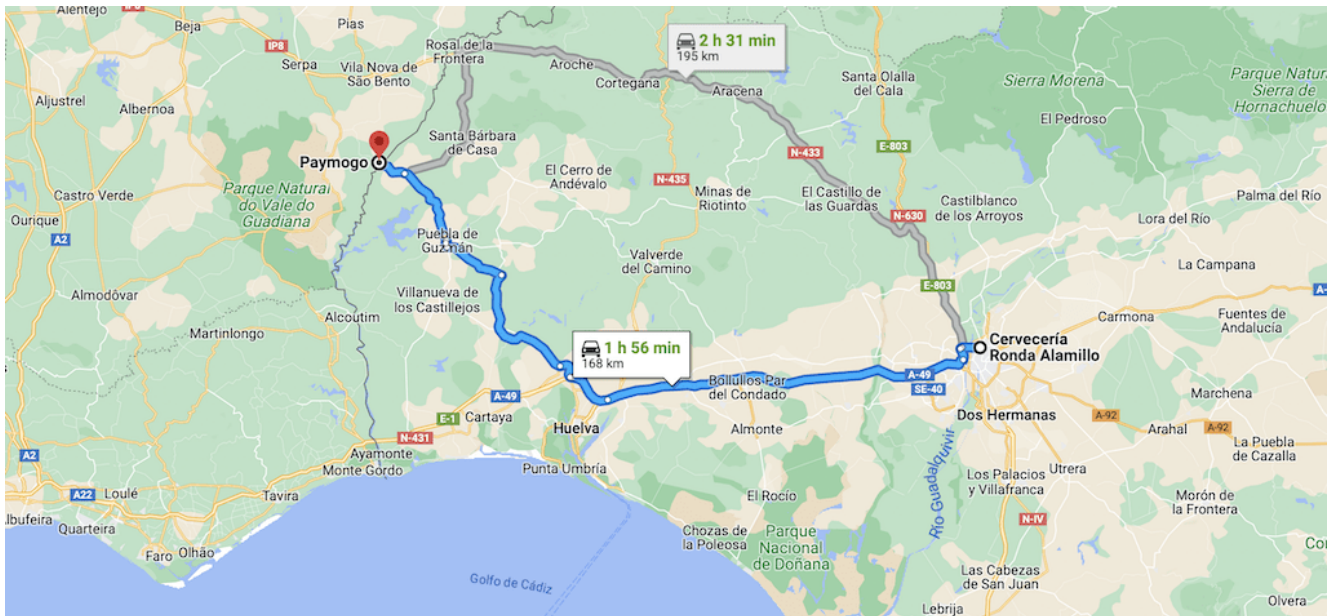 Alentejo
Beja
Pias
IP8
Serpa
Rosal de la
Frontera
Vila Nova de
São Bento
Aljustrel
Albernoa
Aroche
Cortegana
2 h 31 min
195 km
Aracena
Santa Olalla
del Cala
Sierra Morena
Parque Natura
Sierra de
Hornachuelo
El Pedroso
Paymogo
Santa Bárbara
de Casa
E-803
N-433
N-435
El Cerro de
Andévalo
Minas de
Riotinto
El Castillo de
las Guardas
Castro Verde
Parque Natural
do Vale do
Guadiana
Ourique
A2
Puebla de
Guzmán
N-630
Castilblanco
de los Arroyos
Palma del Río
Lora del Río
Valverde
del Camino
La Campana
Almodôvar
Villanueva de
los Castillejos
E-803
A-
Alcoutim
Martinlongo
Carmona
Fuentes de
Andalucía
Cervecería
Ronda Alamillo
1 h 56 min
168 km
A-49
SE-40
Bollullos Par
del Condado
A-49
Marchena
E-1
Cartaya
Huelva
Almonte
Dos Hermanas
A-92
Arahal
A-92
N-431
Ayamonte
Monte Gordo
Punta Umbría
La Puebla
de Cazalla
Utrera
Los Palacios
y Villafranca
Río Guadalquivir
A2
A22
Loulé
Tavira
El Rocío
Morón de
la Frontera
Albufeira
Quarteira
Faro
Olhão
Chozas de
la Poleosa
Parque
Nacional
de Doñana
N-IV
Co
Golfo de Cádiz
Las Cabezas
de San Juan
Lebrija
Olvera